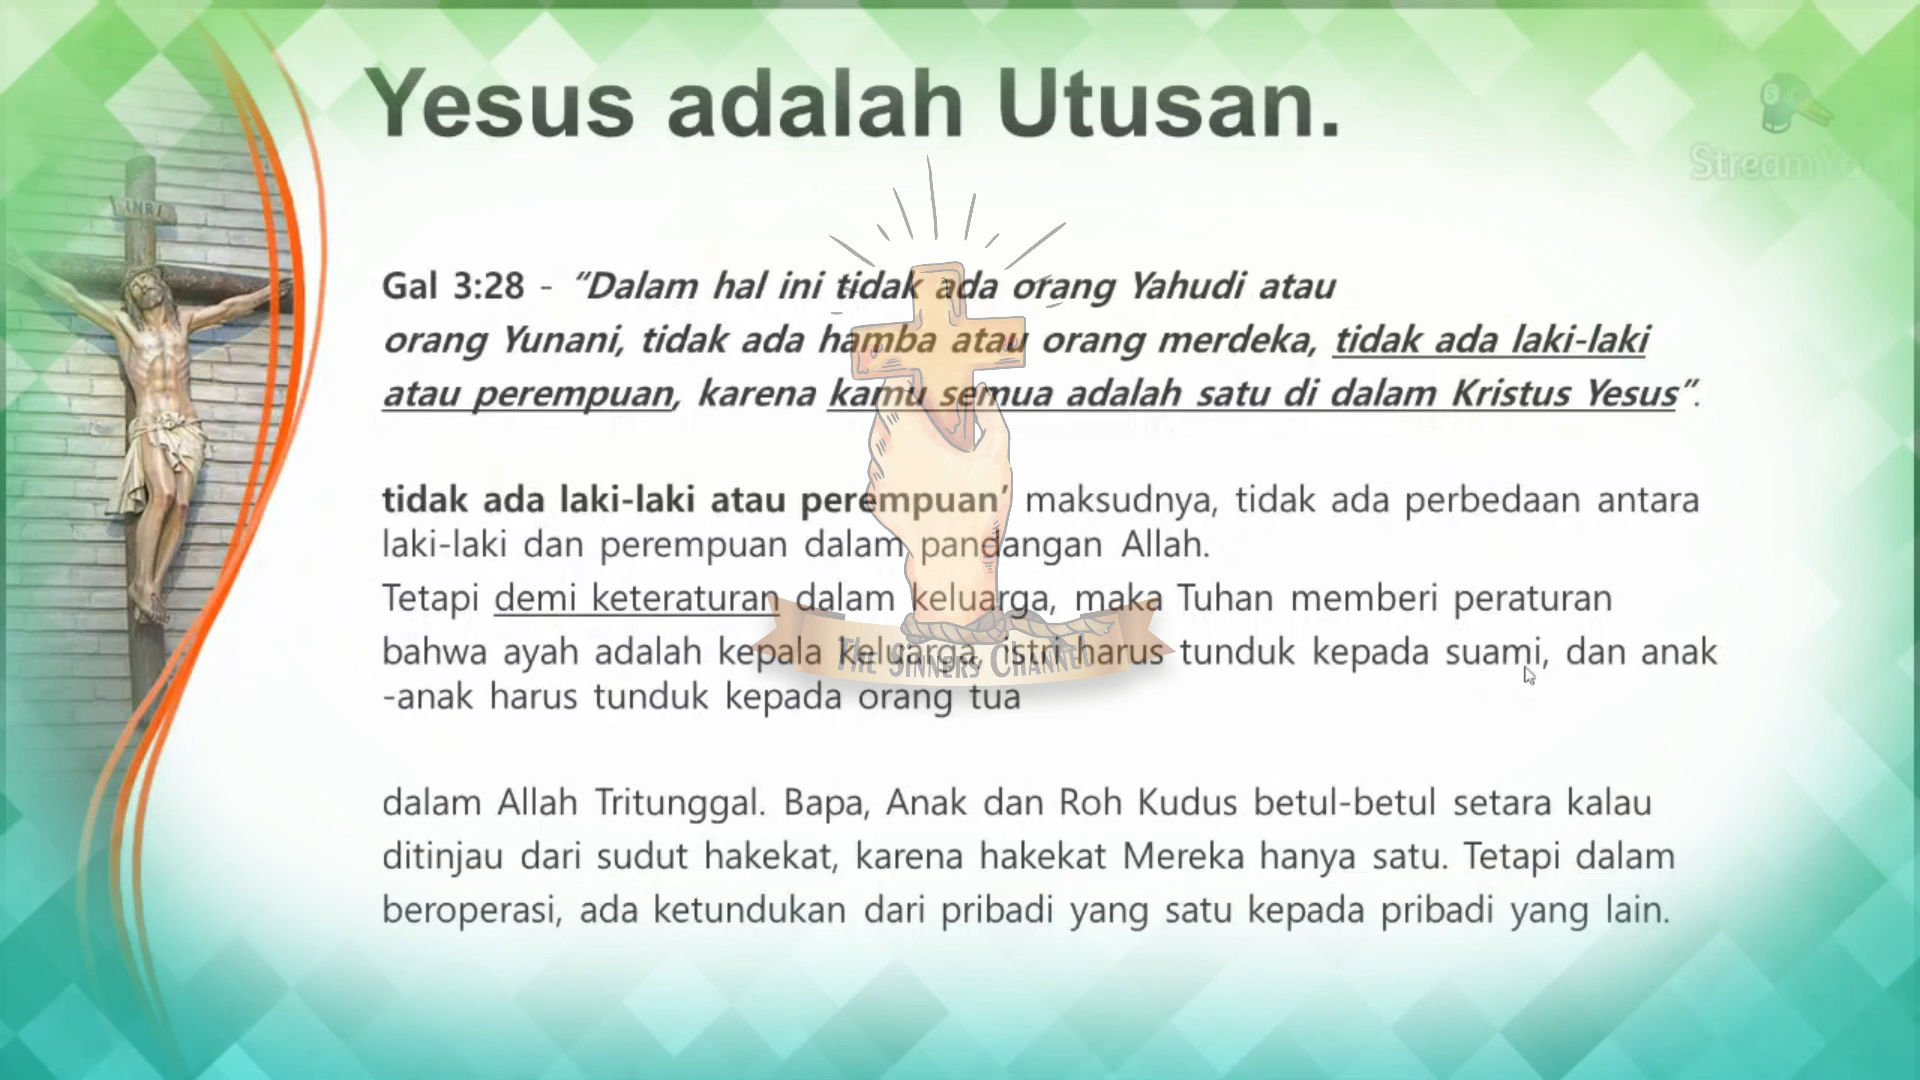 Yesus adalah Utusan.
StreamYard
INRI
Gal 3:28 - “Dalam hal ini tidak ada orang Yahudi atau
orang Yunani, tidak ada hamba atau orang merdeka, tidak ada laki-laki
atau perempuan, karena kamu semua adalah satu di dalam Kristus Yesus”.
tidak ada laki-laki atau perempuan’ maksudnya, tidak ada perbedaan antara
laki-laki dan perempuan dalam pandangan Allah.
Tetapi demi keteraturan dalam keluarga, maka Tuhan memberi peraturan
bahwa ayah adalah kepala keluarga, istri harus tunduk kepada suami, dan anak
-anak harus tunduk kepada orang tua
The Sinners Channel
dalam Allah Tritunggal. Bapa, Anak dan Roh Kudus betul-betul setara kalau
ditinjau dari sudut hakekat, karena hakekat Mereka hanya satu. Tetapi dalam
beroperasi, ada ketundukan dari pribadi yang satu kepada pribadi yang lain.